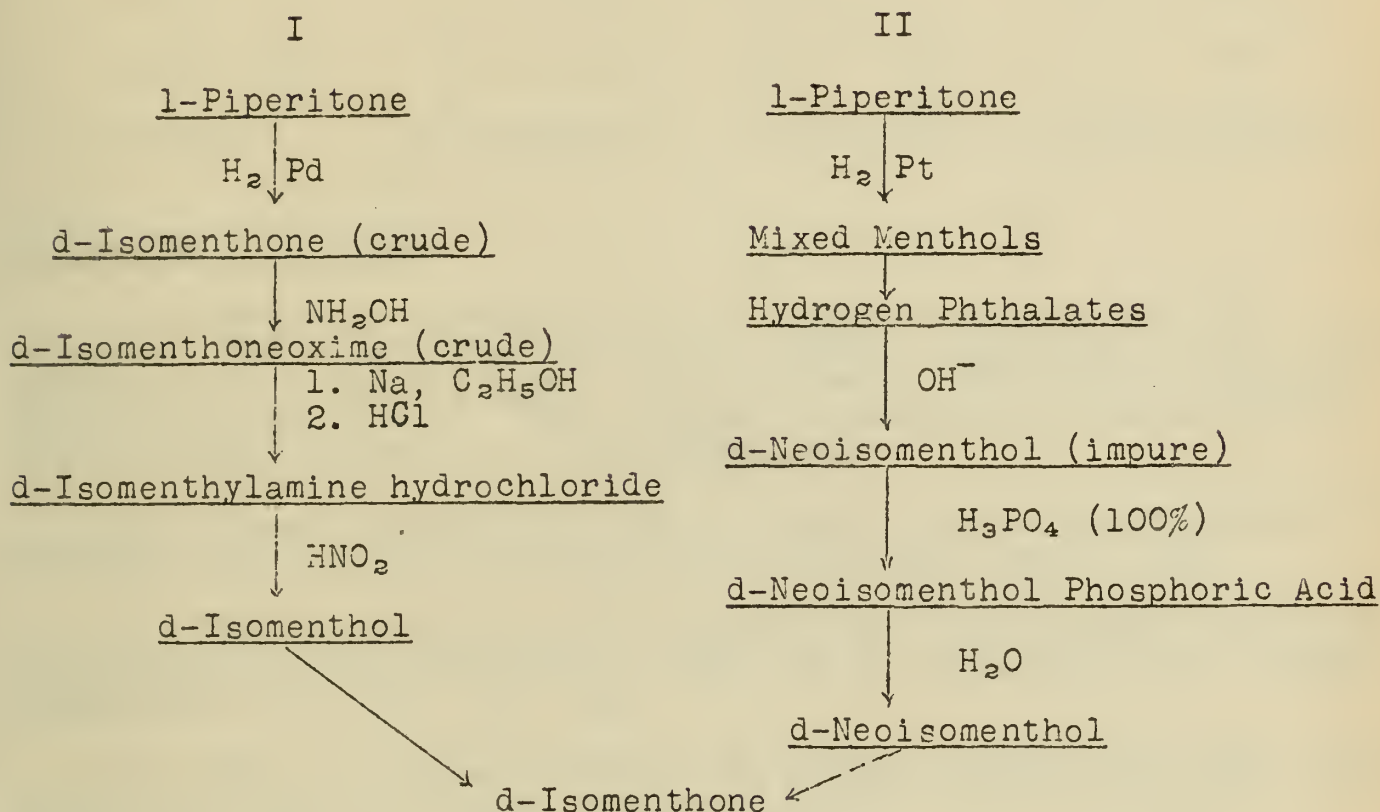 I
l-Piperitone
H₂ Pd
d-Isomenthone (crude)
NH₂OH
d-Isomenthoneoxime (crude)
1. Na, C₂H₅OH
2. HCl
d-Isomenthylamine hydrochloride
HNO₂
d-Isomenthol
II
l-Piperitone
H₂ Pt
Mixed Menthols
Hydrogen Phthalates
OH⁻
d-Neoisomenthol (impure)
H₃PO₄ (100%)
d-Neoisomenthol Phosphoric Acid
H₂O
d-Neoisomenthol
d-Isomenthone